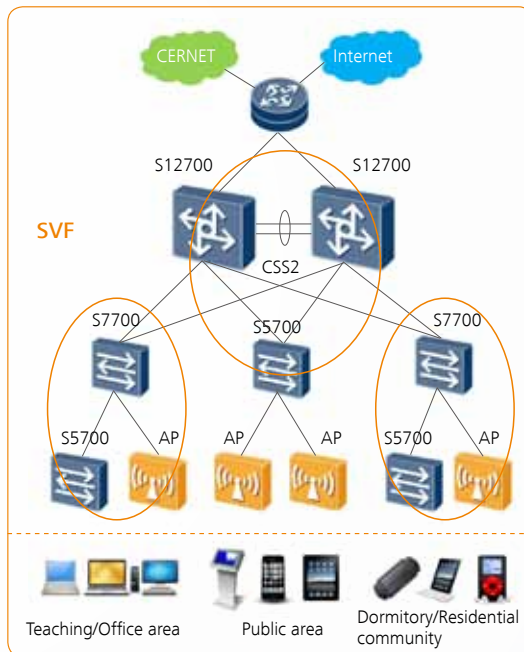 CERNET
Internet
S12700
S12700
SVF
CSS2
S7700
S5700
S7700
S5700
AP
AP
AP
S5700
AP
Teaching/Office area
Public area
Dormitory/Residential
community